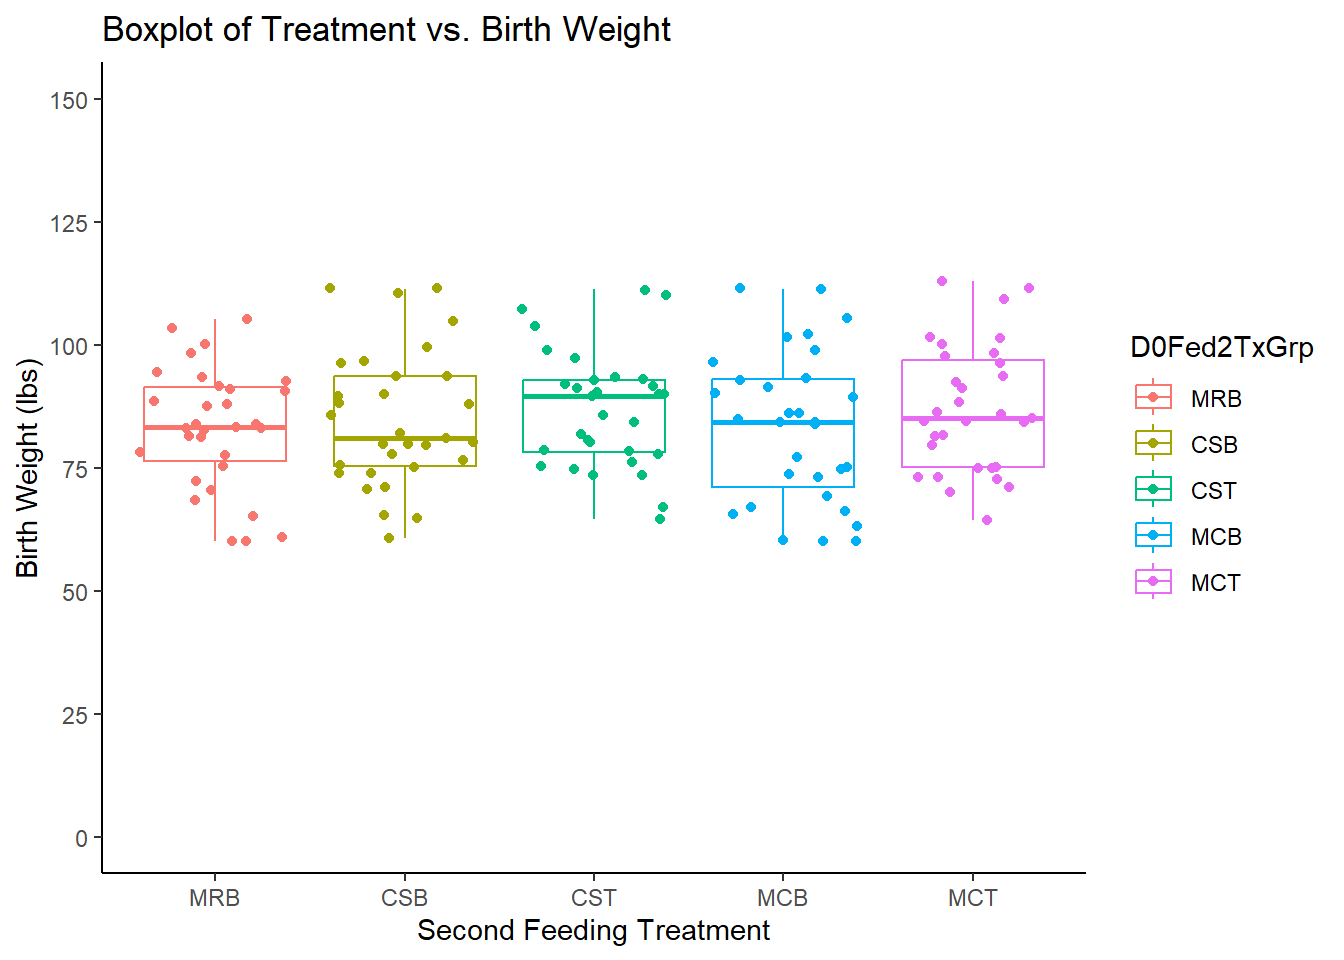 Boxplot of Treatment vs. Birth Weight
150
125
100
75
50
25
0
Birth Weight (lbs)
MRB CSB CST MCB MCT
Second Feeding Treatment
D0Fed2TxGrp
MRB
CSB
CST
MCB
MCT